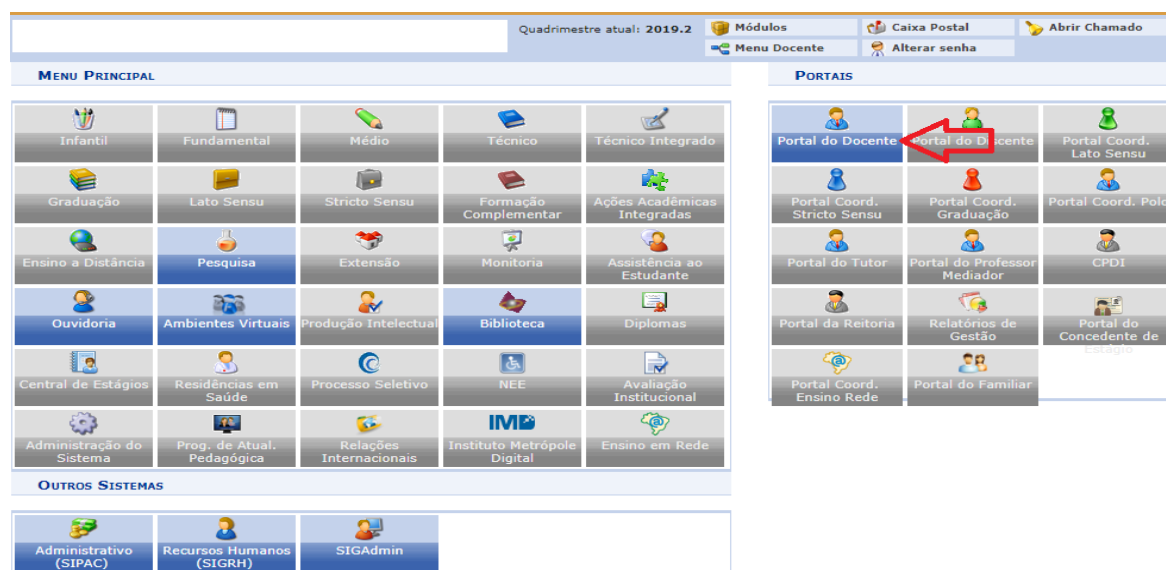 Quadrimestre atual: 2019.2
Módulos
Caixa Postal
Abrir Chamado
Menu Docente
Alterar senha
MENU PRINCIPAL
Infantil
Fundamental
Médio
Técnico
Técnico Integrado
Graduação
Lato Sensu
Stricto Sensu
Formação
Complementar
Ações Acadêmicas
Integradas
Ensino a Distância
Pesquisa
Extensão
Monitoria
Assistência ao
Estudante
Ouvidoria
Ambientes Virtuais
Produção Intelectual
Biblioteca
Diplomas
Central de Estágios
Residências em
Saúde
Processo Seletivo
NEE
Avaliação
Institucional
Administração do
Sistema
Prog. de Atual.
Pedagógica
Relações
Internacionais
IMD
Instituto Metrópole
Digital
Ensino em Rede
PORTAIS
Portal do Docente
Portal do Discente
Portal Coord.
Lato Sensu
Portal Coord.
Stricto Sensu
Portal Coord.
Graduação
Portal Coord. Polo
Portal do Tutor
Portal do Professor
Mediador
CPDI
Portal da Reitoria
Relatórios de
Gestão
Portal do
Concedente de
Estágio
Portal Coord.
Ensino Rede
Portal do Familiar
OUTROS SISTEMAS
Administrativo
(SIPAC)
Recursos Humanos
(SIGRH)
SIGAdmin